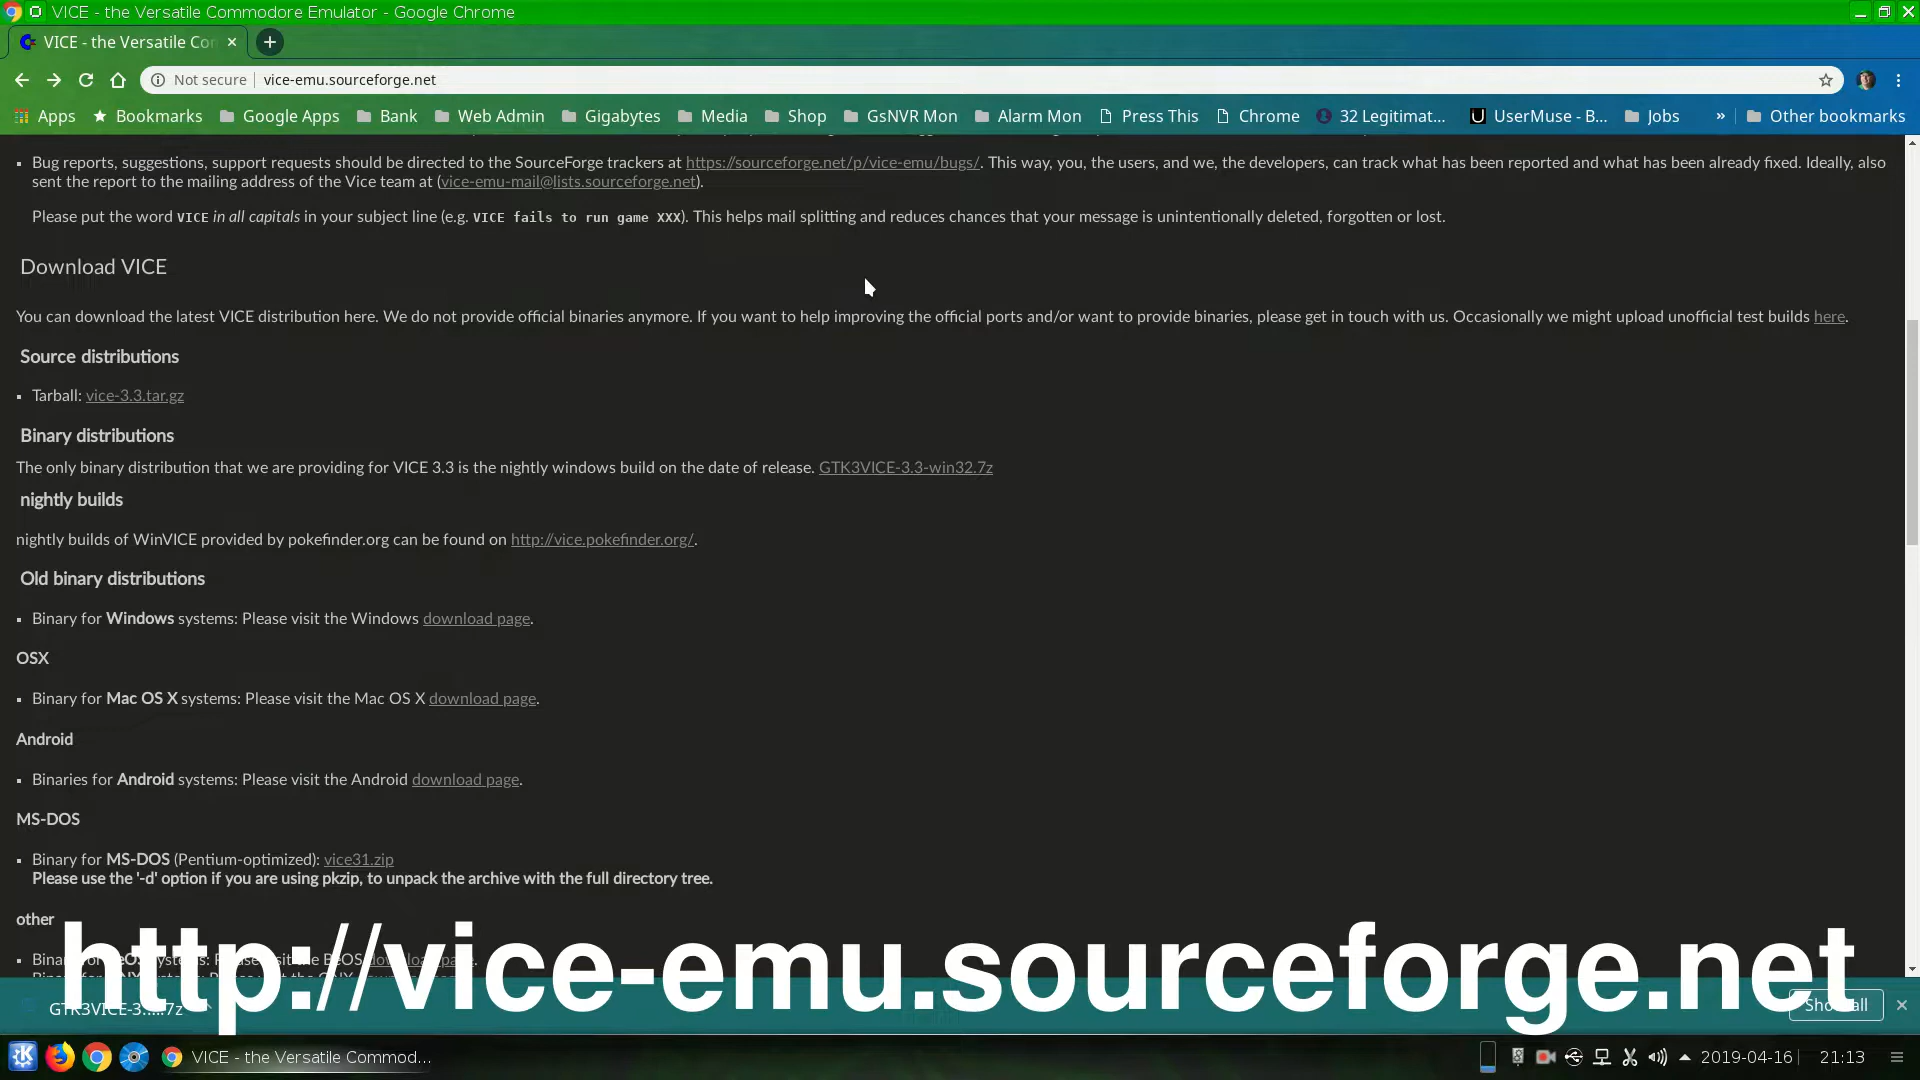 VICE - the Versatile Commodore Emulator - Google Chrome
VICE - the Versatile Co
Not secure vice-emu.sourceforge.net
Apps Bookmarks Google Apps Bank Web Admin Gigabytes Media Shop GsNVR Mon Alarm Mon Press This Chrome 32 Legitimat... UserMuse - B... Jobs » Other bookmarks
▪ Bug reports, suggestions, support requests should be directed to the SourceForge trackers at https://sourceforge.net/p/vice-emu/bugs/. This way, you, the users, and we, the developers, can track what has been reported and what has been already fixed. Ideally, also
sent the report to the mailing address of the Vice team at (vice-emu-mail@lists.sourceforge.net).
Please put the word VICE in all capitals in your subject line (e.g. VICE fails to run game XXX). This helps mail splitting and reduces chances that your message is unintentionally deleted, forgotten or lost.
Download VICE
You can download the latest VICE distribution here. We do not provide official binaries anymore. If you want to help improving the official ports and/or want to provide binaries, please get in touch with us. Occasionally we might upload unofficial test builds here.
Source distributions
▪ Tarball: vice-3.3.tar.gz
Binary distributions
The only binary distribution that we are providing for VICE 3.3 is the nightly windows build on the date of release. GTK3VICE-3.3-win32.7z
nightly builds
nightly builds of WinVICE provided by pokefinder.org can be found on http://vice.pokefinder.org/.
Old binary distributions
▪ Binary for Windows systems: Please visit the Windows download page.
OSX
▪ Binary for Mac OS X systems: Please visit the Mac OS X download page.
Android
▪ Binaries for Android systems: Please visit the Android download page.
MS-DOS
▪ Binary for MS-DOS (Pentium-optimized): vice31.zip
Please use the '-d' option if you are using pkzip, to unpack the archive with the full directory tree.
other
http://vice-emu.sourceforge.net
GTK3VICE-3....7z
VICE - the Versatile Commod...
2019-04-16 21:13